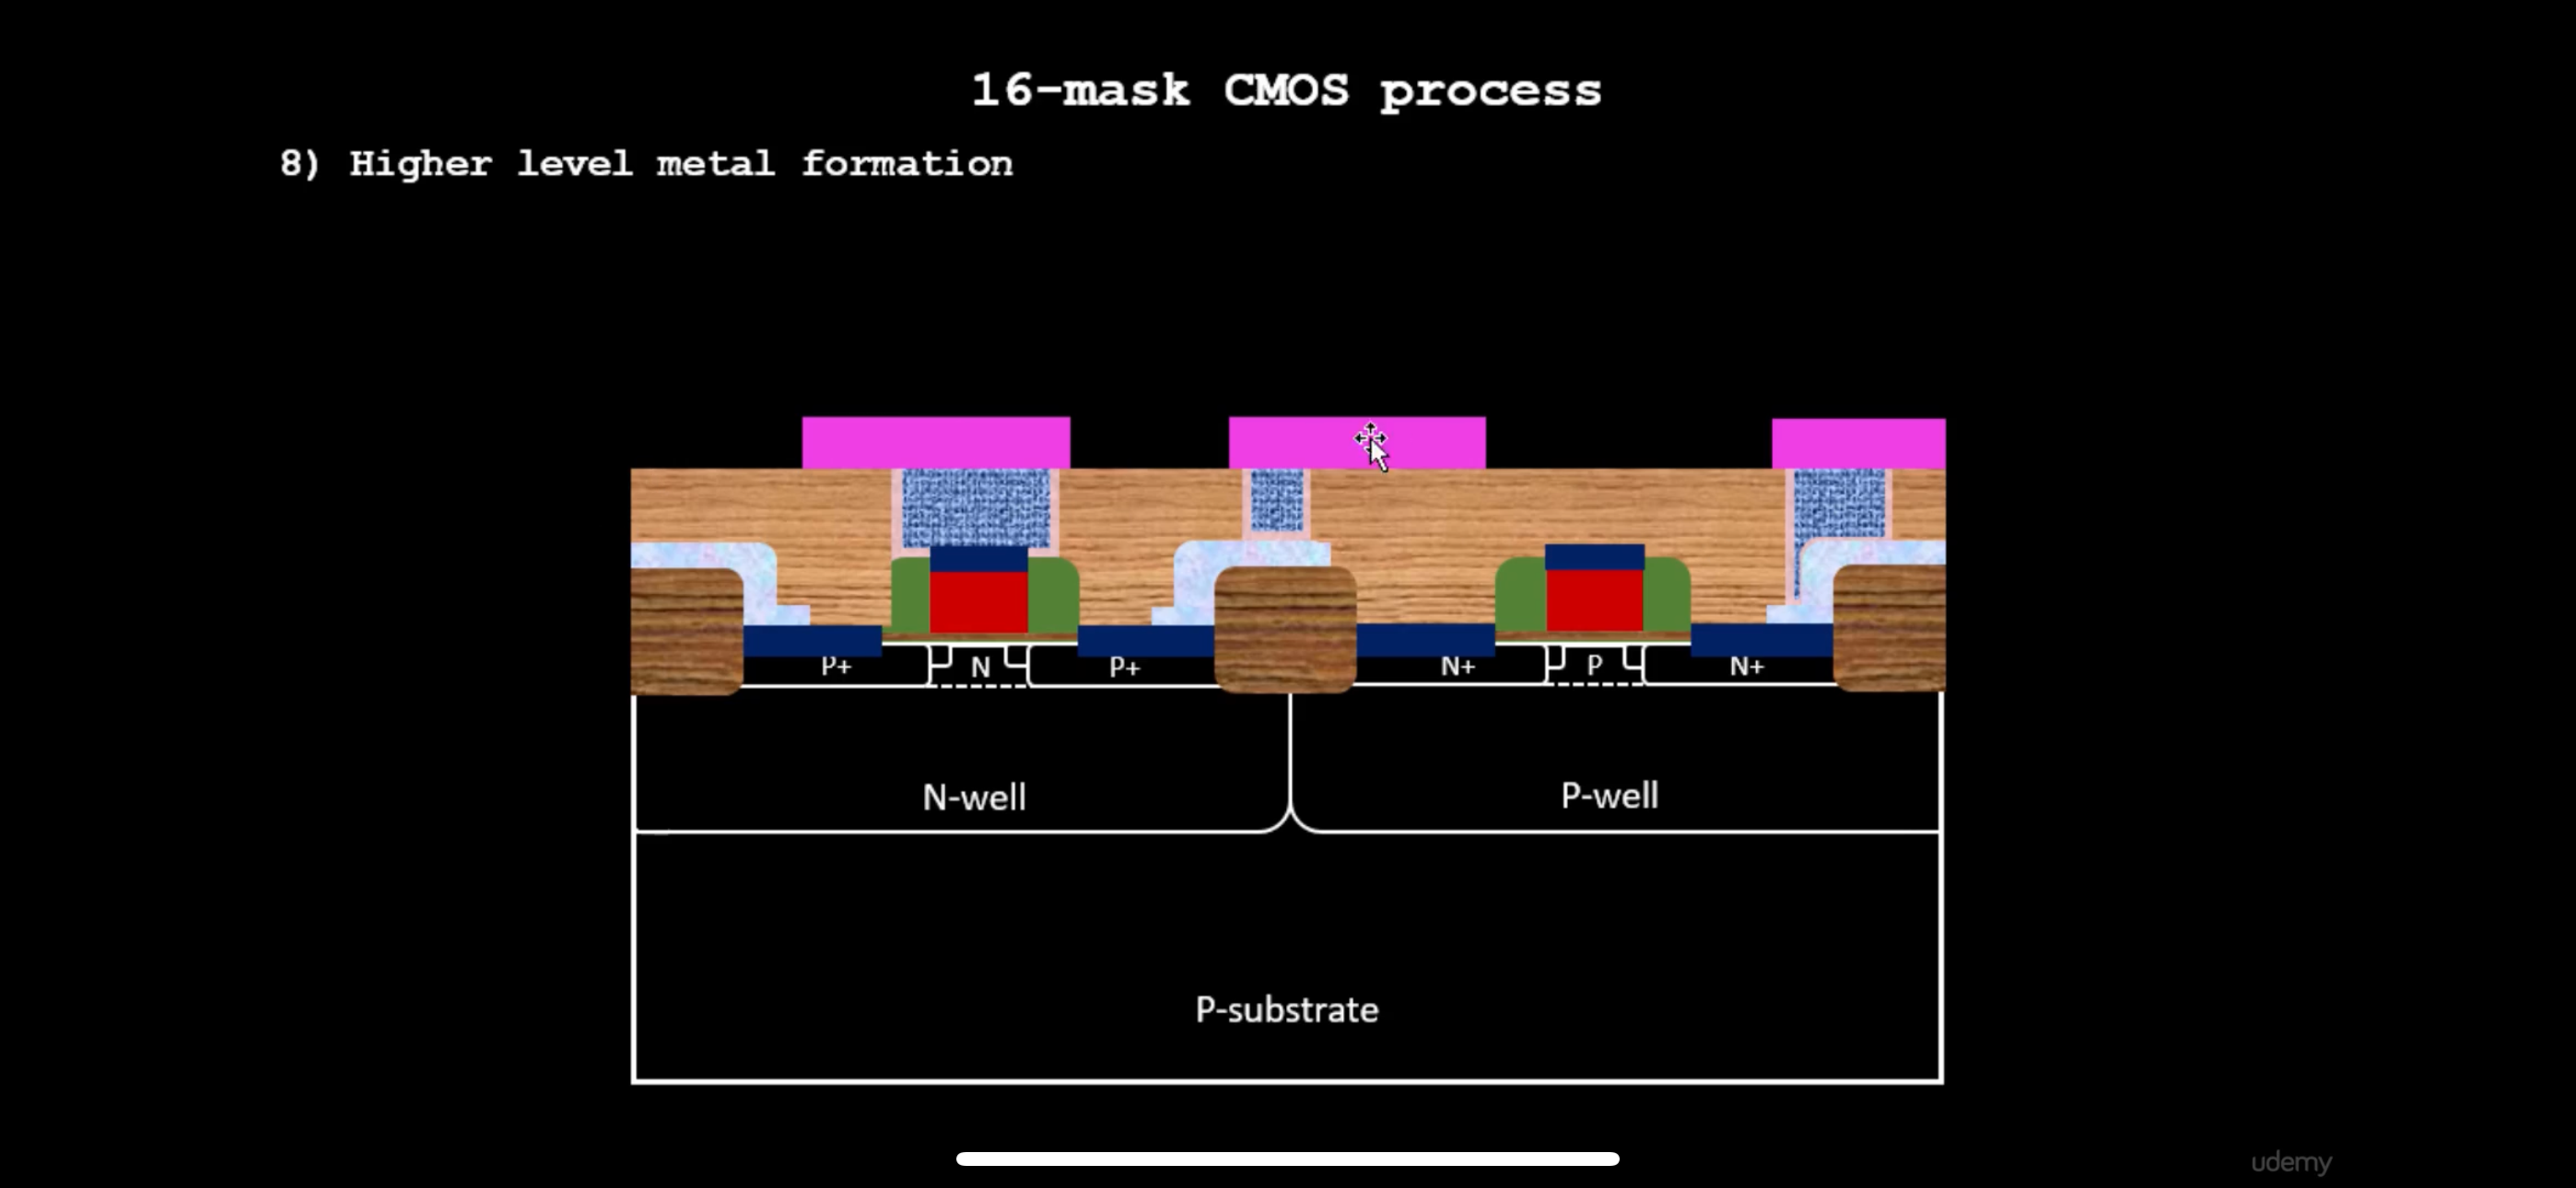 16-mask CMOS process
8) Higher level metal formation
P+ N P+ N+ P N+
N-well P-well
P-substrate
udemy